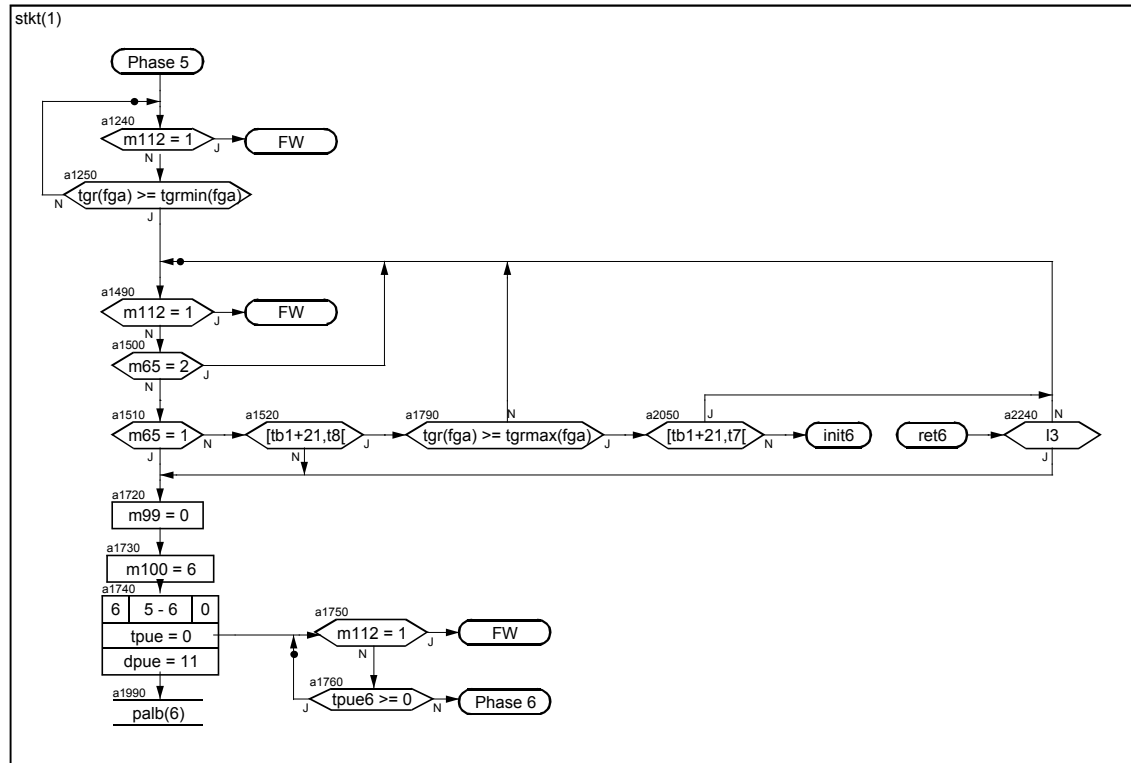 stkt(1)
Phase 5
a1240
m112 = 1
J
FW
N
a1250
tgr(fga) >= tgrmin(fga)
N
J
a1490
m112 = 1
J
FW
N
a1500
m65 = 2
J
N
a1510
m65 = 1
N
J
a1520
[tb1+21,t8[
J
N
a1790
tgr(fga) >= tgrmax(fga)
N
J
a2050
[tb1+21,t7[
J
N
init6
ret6
a2240
l3
N
J
a1720
m99 = 0
a1730
m100 = 6
a1740
6 5 - 6 0
tpue = 0
dpue = 11
a1750
m112 = 1
J
FW
N
a1760
tpue6 >= 0
J
N
Phase 6
a1990
palb(6)